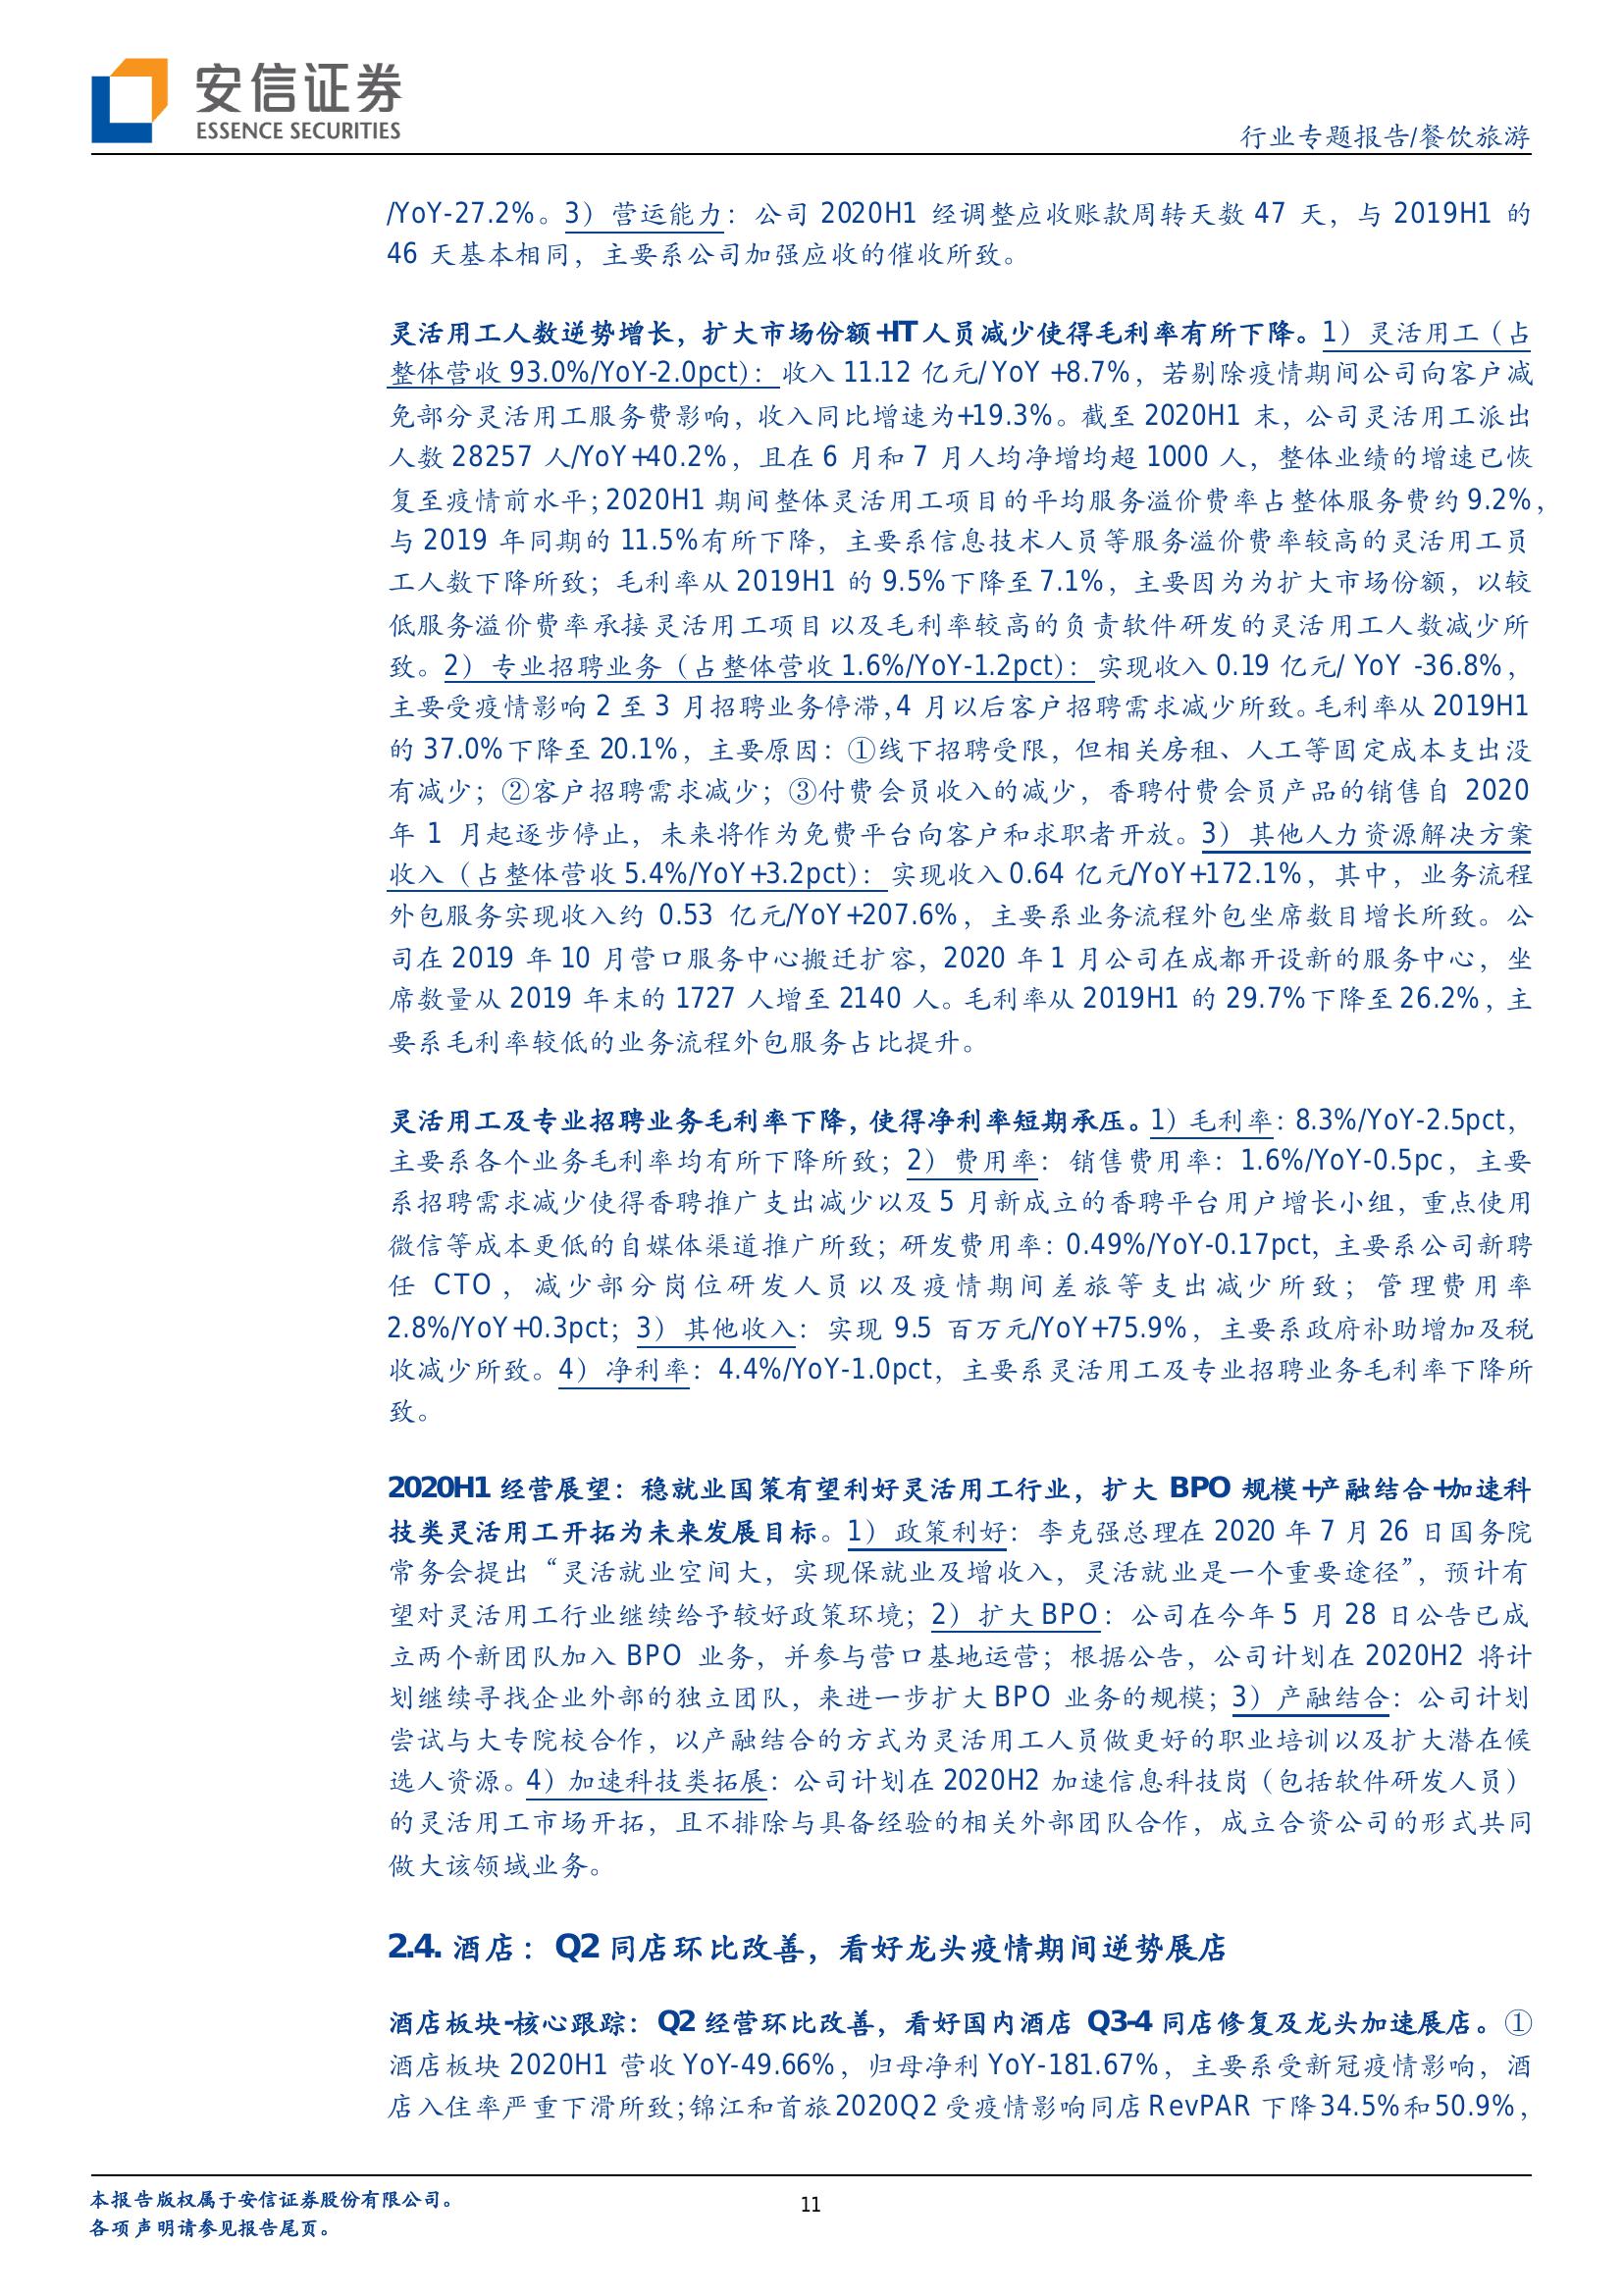 安信证券
ESSENCE SECURITIES
行业专题报告/餐饮旅游
/YoY-27.2%。3）营运能力：公司 2020H1 经调整应收账款周转天数 47 天，与 2019H1 的
46 天基本相同，主要系公司加强应收的催收所致。
灵活用工人数逆势增长，扩大市场份额+IT 人员减少使得毛利率有所下降。1）灵活用工（占
整体营收 93.0%/YoY-2.0pct）：收入 11.12 亿元/ YoY +8.7%，若剔除疫情期间公司向客户减
免部分灵活用工服务费影响，收入同比增速为+19.3%。截至 2020H1 末，公司灵活用工派出
人数 28257 人/YoY+40.2%，且在 6 月和 7 月人均净增均超 1000 人，整体业绩的增速已恢
复至疫情前水平；2020H1 期间整体灵活用工项目的平均服务溢价费率占整体服务费约 9.2%，
与 2019 年同期的 11.5%有所下降，主要系信息技术人员等服务溢价费率较高的灵活用工员
工人数下降所致；毛利率从 2019H1 的 9.5%下降至 7.1%，主要因为为扩大市场份额，以较
低服务溢价费率承接灵活用工项目以及毛利率较高的负责软件研发的灵活用工人数减少所
致。2）专业招聘业务（占整体营收 1.6%/YoY-1.2pct）：实现收入 0.19 亿元/ YoY -36.8%，
主要受疫情影响 2 至 3 月招聘业务停滞，4 月以后客户招聘需求减少所致。毛利率从 2019H1
的 37.0%下降至 20.1%，主要原因：①线下招聘受限，但相关房租、人工等固定成本支出没
有减少；②客户招聘需求减少；③付费会员收入的减少，香聘付费会员产品的销售自 2020
年 1 月起逐步停止，未来将作为免费平台向客户和求职者开放。3）其他人力资源解决方案
收入（占整体营收 5.4%/YoY+3.2pct）：实现收入 0.64 亿元/YoY+172.1%，其中，业务流程
外包服务实现收入约 0.53 亿元/YoY+207.6%，主要系业务流程外包坐席数目增长所致。公
司在 2019 年 10 月营口服务中心搬迁扩容，2020 年 1 月公司在成都开设新的服务中心，坐
席数量从 2019 年末的 1727 人增至 2140 人。毛利率从 2019H1 的 29.7%下降至 26.2%，主
要系毛利率较低的业务流程外包服务占比提升。
灵活用工及专业招聘业务毛利率下降，使得净利率短期承压。1）毛利率：8.3%/YoY-2.5pct，
主要系各个业务毛利率均有所下降所致；2）费用率：销售费用率：1.6%/YoY-0.5pc，主要
系招聘需求减少使得香聘推广支出减少以及 5 月新成立的香聘平台用户增长小组，重点使用
微信等成本更低的自媒体渠道推广所致；研发费用率：0.49%/YoY-0.17pct，主要系公司新聘
任 CTO，减少部分岗位研发人员以及疫情期间差旅等支出减少所致；管理费用率
2.8%/YoY+0.3pct；3）其他收入：实现 9.5 百万元/YoY+75.9%，主要系政府补助增加及税
收减少所致。4）净利率：4.4%/YoY-1.0pct，主要系灵活用工及专业招聘业务毛利率下降所
致。
2020H1 经营展望：稳就业国策有望利好灵活用工行业，扩大 BPO 规模+产融结合+加速科
技类灵活用工开拓为未来发展目标。1）政策利好：李克强总理在 2020 年 7 月 26 日国务院
常务会提出“灵活就业空间大，实现保就业及增收入，灵活就业是一个重要途径”，预计有
望对灵活用工行业继续给予较好政策环境；2）扩大 BPO：公司在今年 5 月 28 日公告已成
立两个新团队加入 BPO 业务，并参与营口基地运营；根据公告，公司计划在 2020H2 将计
划继续寻找企业外部的独立团队，来进一步扩大 BPO 业务的规模；3）产融结合：公司计划
尝试与大专院校合作，以产融结合的方式为灵活用工人员做更好的职业培训以及扩大潜在候
选人资源。4）加速科技类拓展：公司计划在 2020H2 加速信息科技岗（包括软件研发人员）
的灵活用工市场开拓，且不排除与具备经验的相关外部团队合作，成立合资公司的形式共同
做大该领域业务。
2.4. 酒店：Q2 同店环比改善，看好龙头疫情期间逆势展店
酒店板块-核心跟踪：Q2 经营环比改善，看好国内酒店 Q3-4 同店修复及龙头加速展店。①
酒店板块 2020H1 营收 YoY-49.66%，归母净利 YoY-181.67%，主要系受新冠疫情影响，酒
店入住率严重下滑所致；锦江和首旅 2020Q2 受疫情影响同店 RevPAR 下降 34.5%和 50.9%，
本报告版权属于安信证券股份有限公司。
各项声明请参见报告尾页。
11